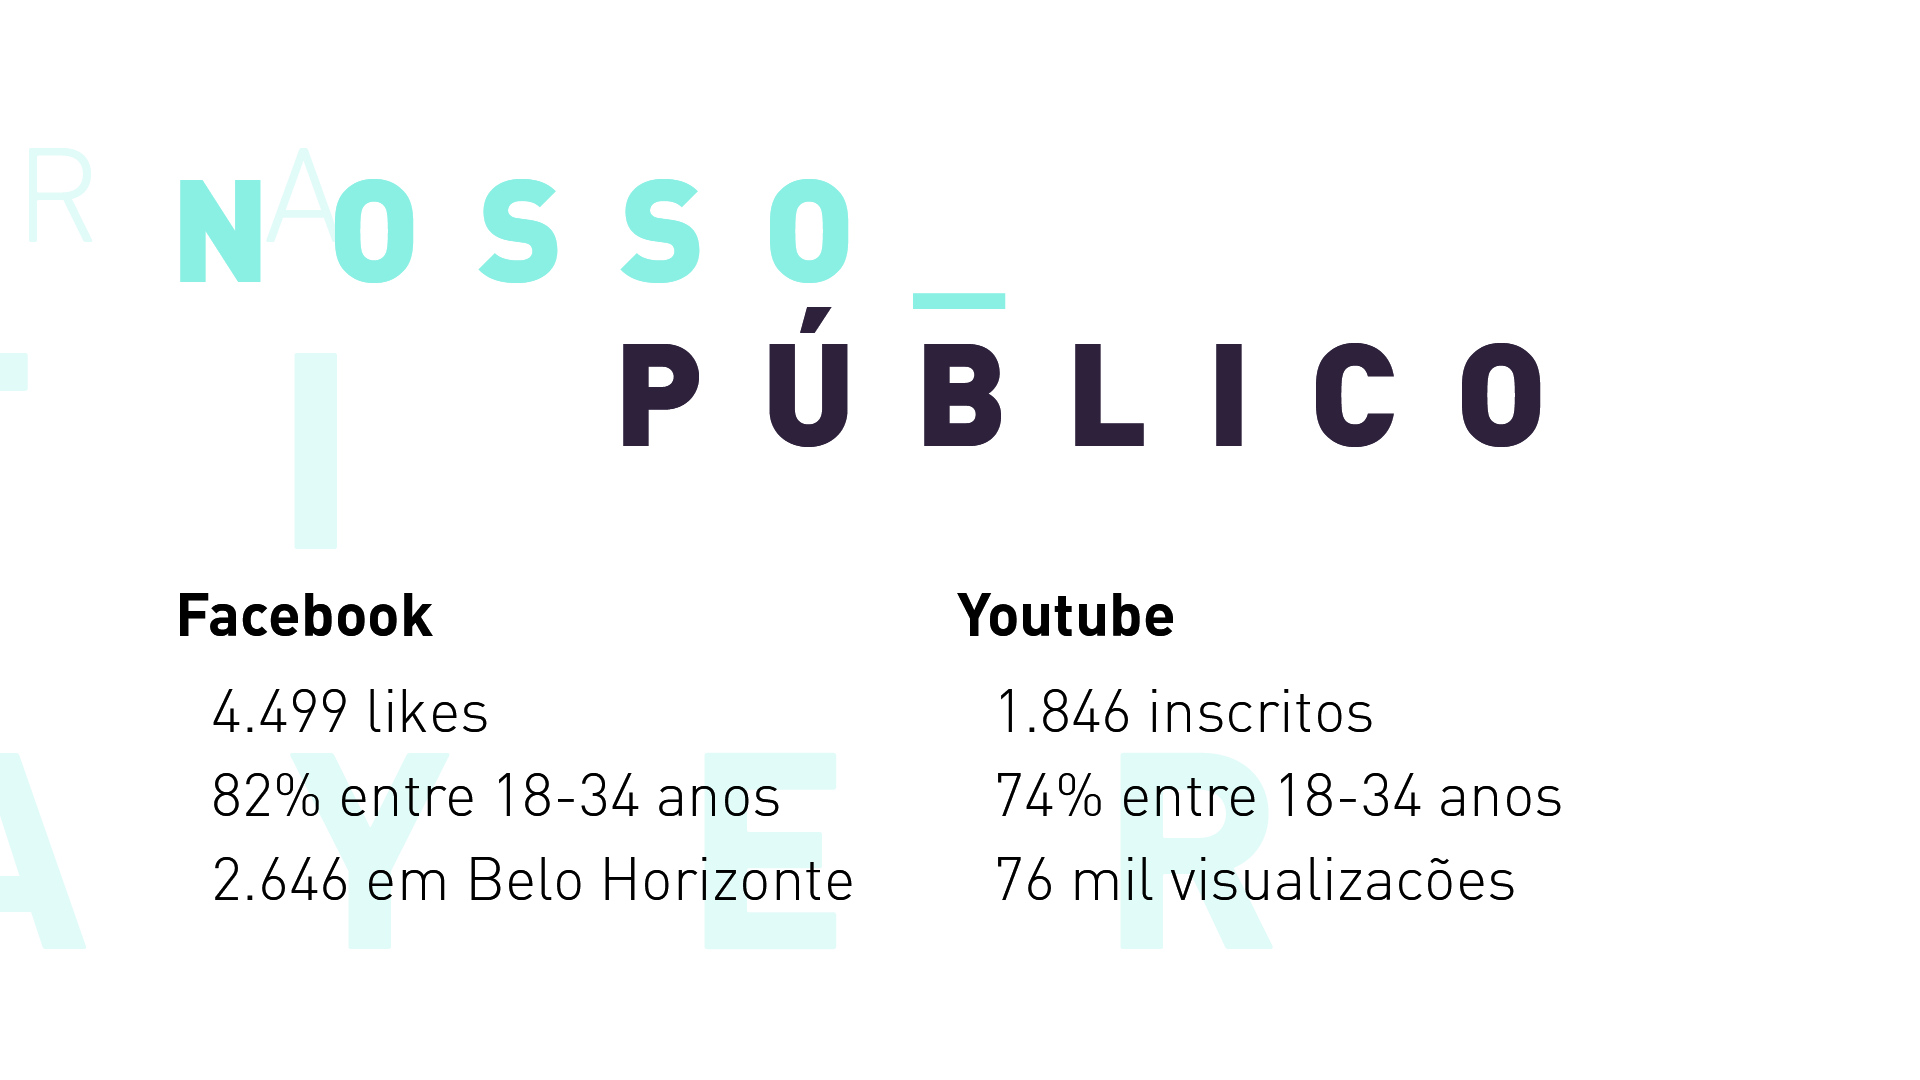 R A
NOSSO_
PÚBLICO
T I
Facebook
4.499 likes
82% entre 18-34 anos
2.646 em Belo Horizonte
Youtube
1.846 inscritos
74% entre 18-34 anos
76 mil visualizacões
A Y E R